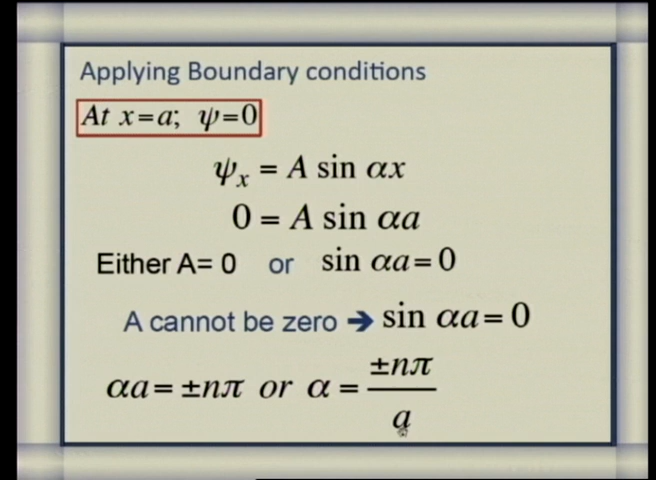 Applying Boundary conditions
At x=a; ψ=0
ψx = A sin αx
0 = A sin αa
Either A= 0 or sin αa=0
A cannot be zero ➔ sin αa=0
αa= ±nπ or α = ±nπ/a